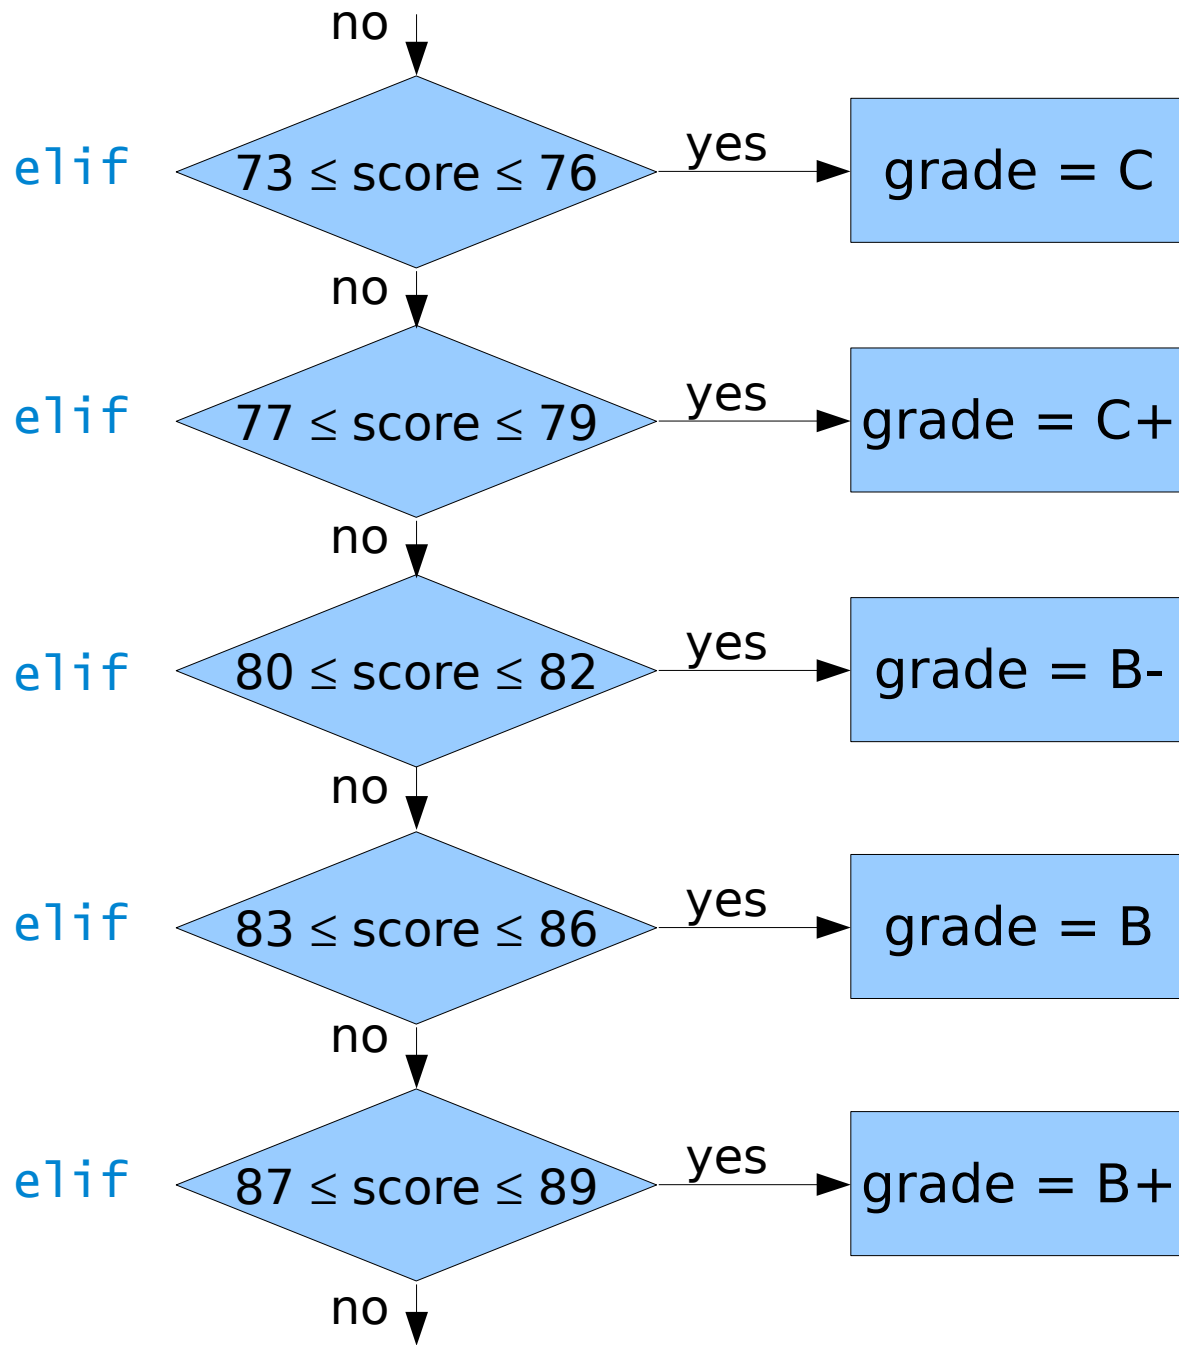 no
elif
73 ≤ score ≤ 76
yes
grade = C
no
elif
77 ≤ score ≤ 79
yes
grade = C+
no
elif
80 ≤ score ≤ 82
yes
grade = B-
no
elif
83 ≤ score ≤ 86
yes
grade = B
no
elif
87 ≤ score ≤ 89
yes
grade = B+
no